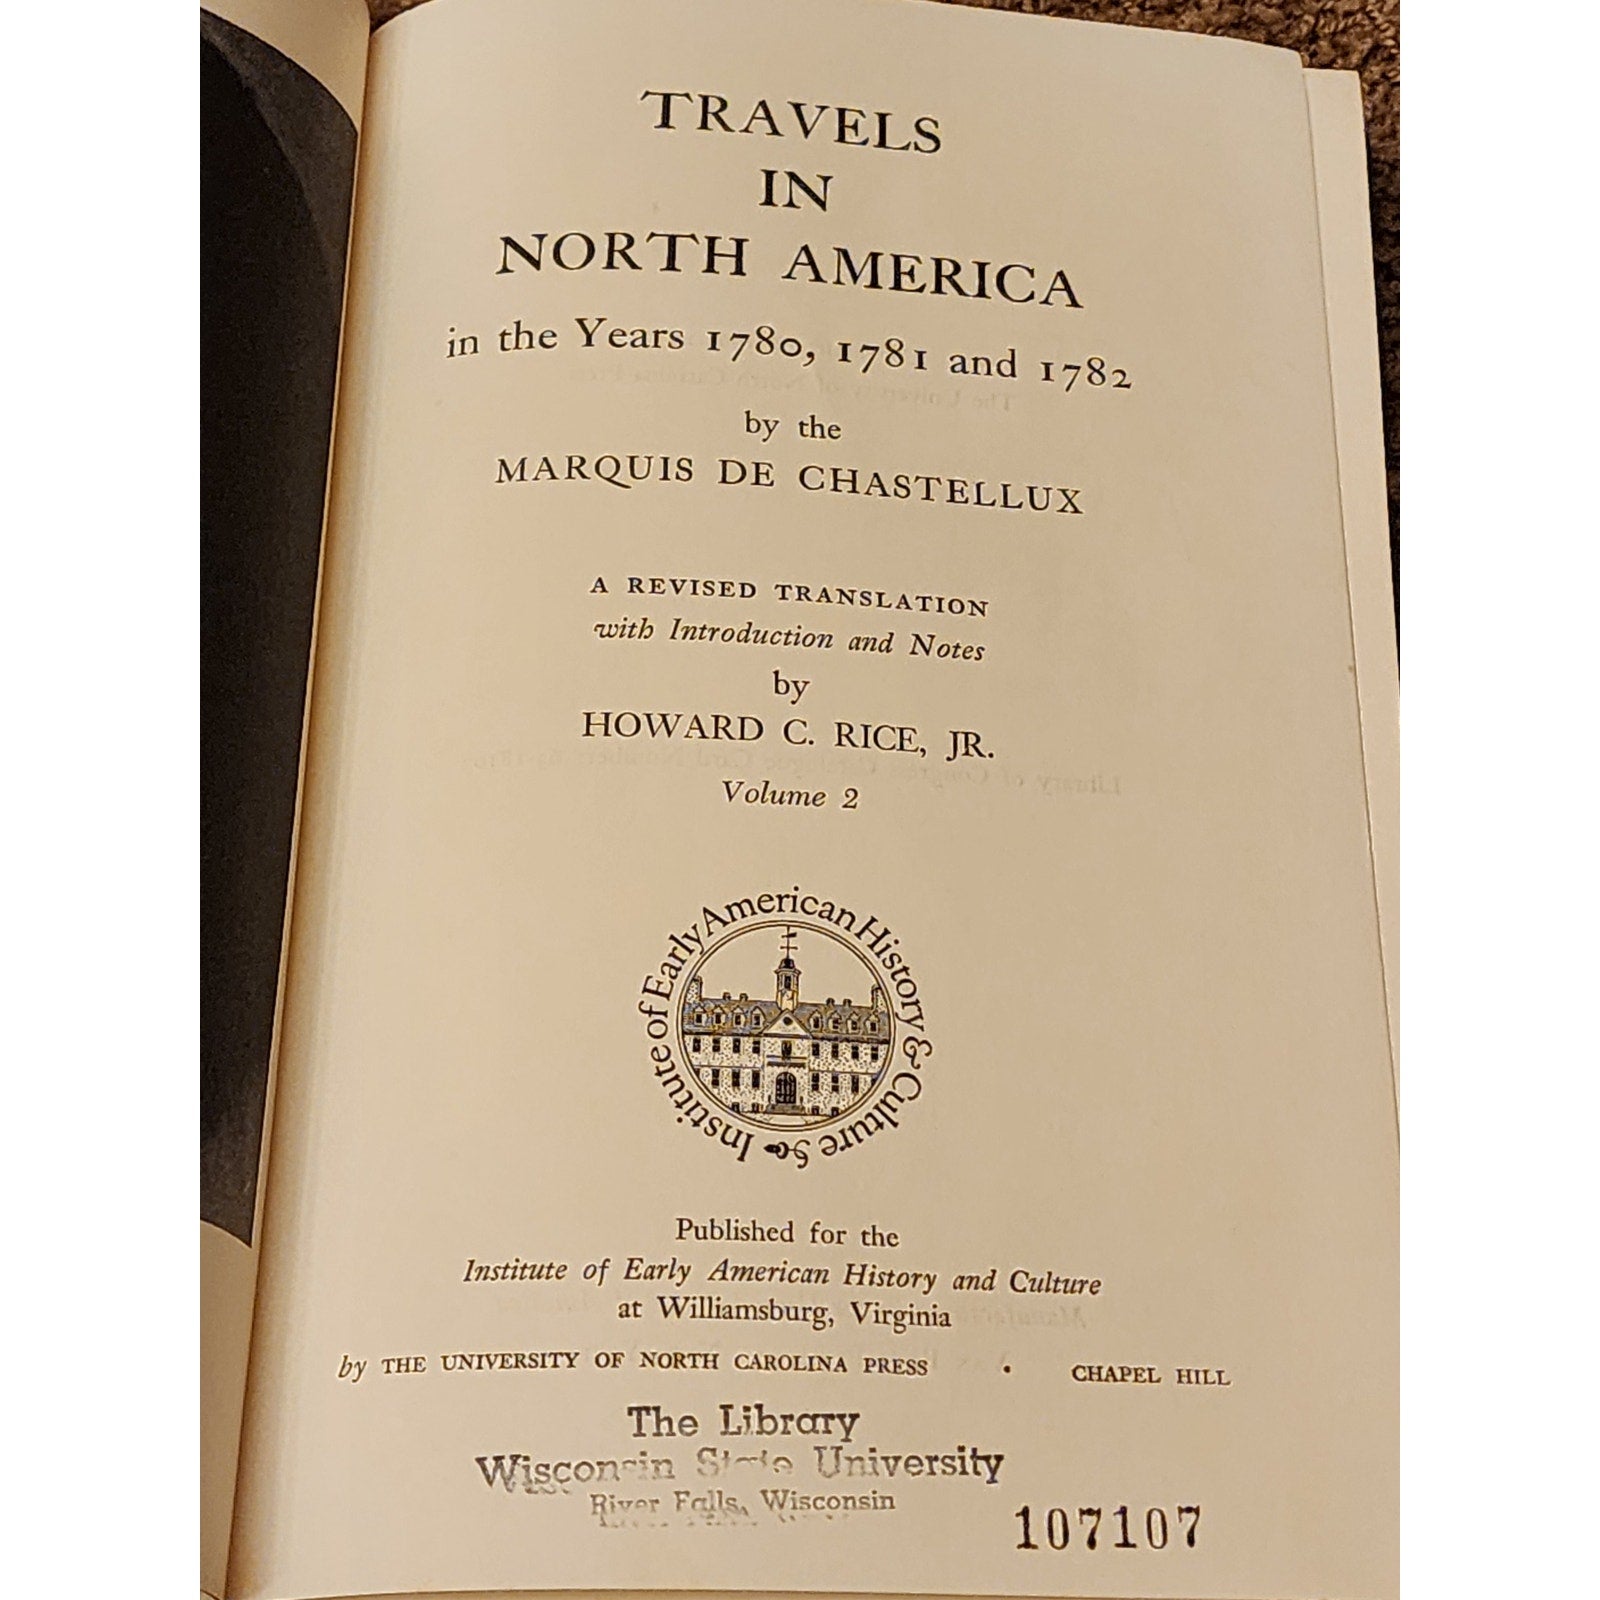 TRAVELS
IN
NORTH AMERICA
in the Years 1780, 1781 and 1782
by the
MARQUIS DE CHASTELLUX
A REVISED TRANSLATION
with Introduction and Notes
by
HOWARD C. RICE, JR.
Volume 2
Institute of Early American History & Culture
Published for the
Institute of Early American History and Culture
at Williamsburg, Virginia
by THE UNIVERSITY OF NORTH CAROLINA PRESS • CHAPEL HILL
The Library
Wisconsin State University
River Falls, Wisconsin
107107